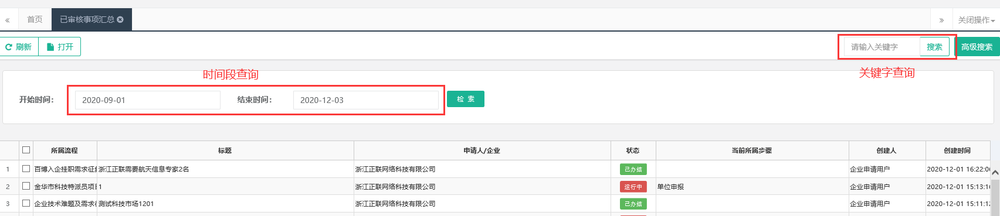 « 首页 已审核事项汇总 » 关闭操作
刷新 打开 请输入关键字 搜索 高级搜索
时间段查询 关键字查询
开始时间： 2020-09-01 结束时间： 2020-12-03 检 索
所属流程 标题 申请人/企业 状态 当前所属步骤 创建人 创建时间
1 百博入企挂职需求征 浙江正联需要航天信息专家2名 浙江正联网络科技有限公司 已办结 企业申请用户 2020-12-01 16:22:0
2 金华市科技特派员项 1 浙江正联网络科技有限公司 运行中 单位申报 企业申请用户 2020-12-01 15:13:1
3 企业技术难题及需求 测试科技市场1201 浙江正联网络科技有限公司 已办结 企业申请用户 2020-12-01 15:11:1